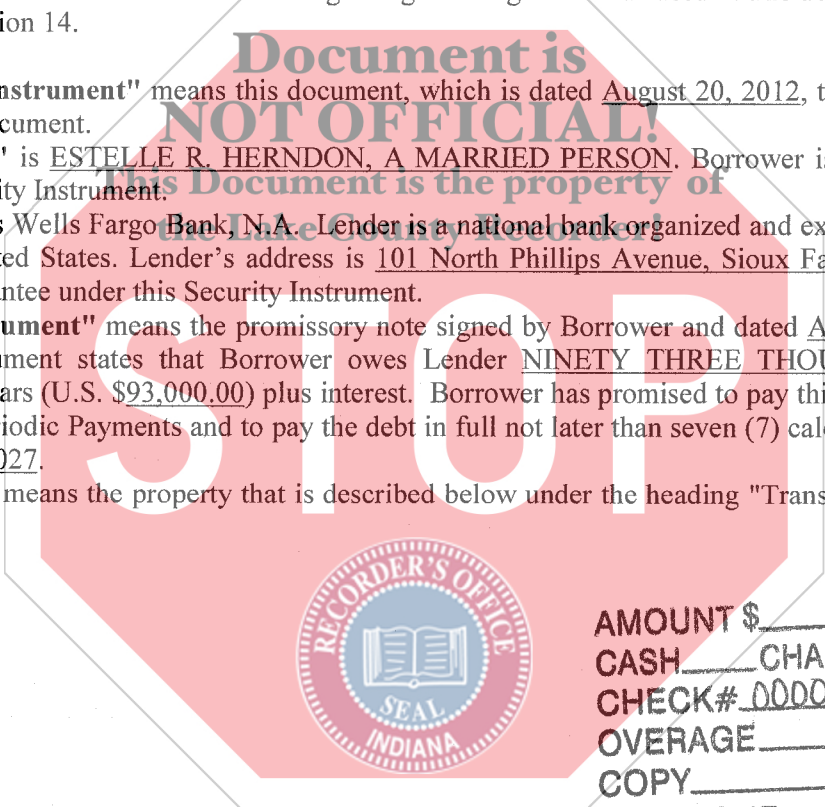 ion 14.
Document is
nstrument" means this document, which is dated August 20, 2012, t
cument.
NOT OFFICIAL!
' is ESTELLE R. HERNDON, A MARRIED PERSON. Borrower is
ity Instrument.
This Document is the property of
the Lake County Recorder!
s Wells Fargo Bank, N.A. Lender is a national bank organized and ex
ted States. Lender's address is 101 North Phillips Avenue, Sioux Fa
ntee under this Security Instrument.
ument" means the promissory note signed by Borrower and dated A
ument states that Borrower owes Lender NINETY THREE THOU
ars (U.S. $93,000.00) plus interest. Borrower has promised to pay thi
riodic Payments and to pay the debt in full not later than seven (7) cale
027.
means the property that is described below under the heading "Trans
STOP
RECORDER'S OFFICE
SEAL
INDIANA
AMOUNT $
CASH CHA
CHECK# 0000
OVERAGE
COPY